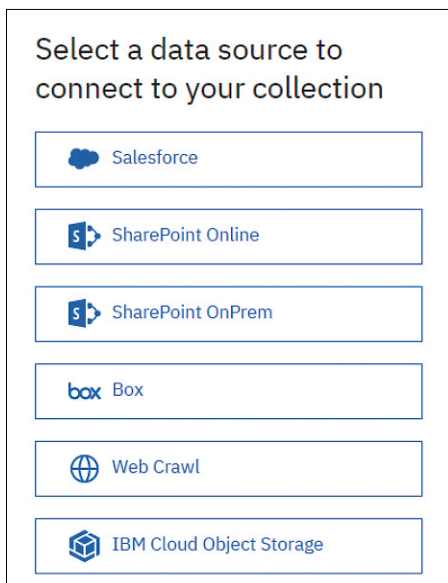 Select a data source to
connect to your collection
Salesforce
S SharePoint Online
S SharePoint OnPrem
box Box
Web Crawl
IBM Cloud Object Storage